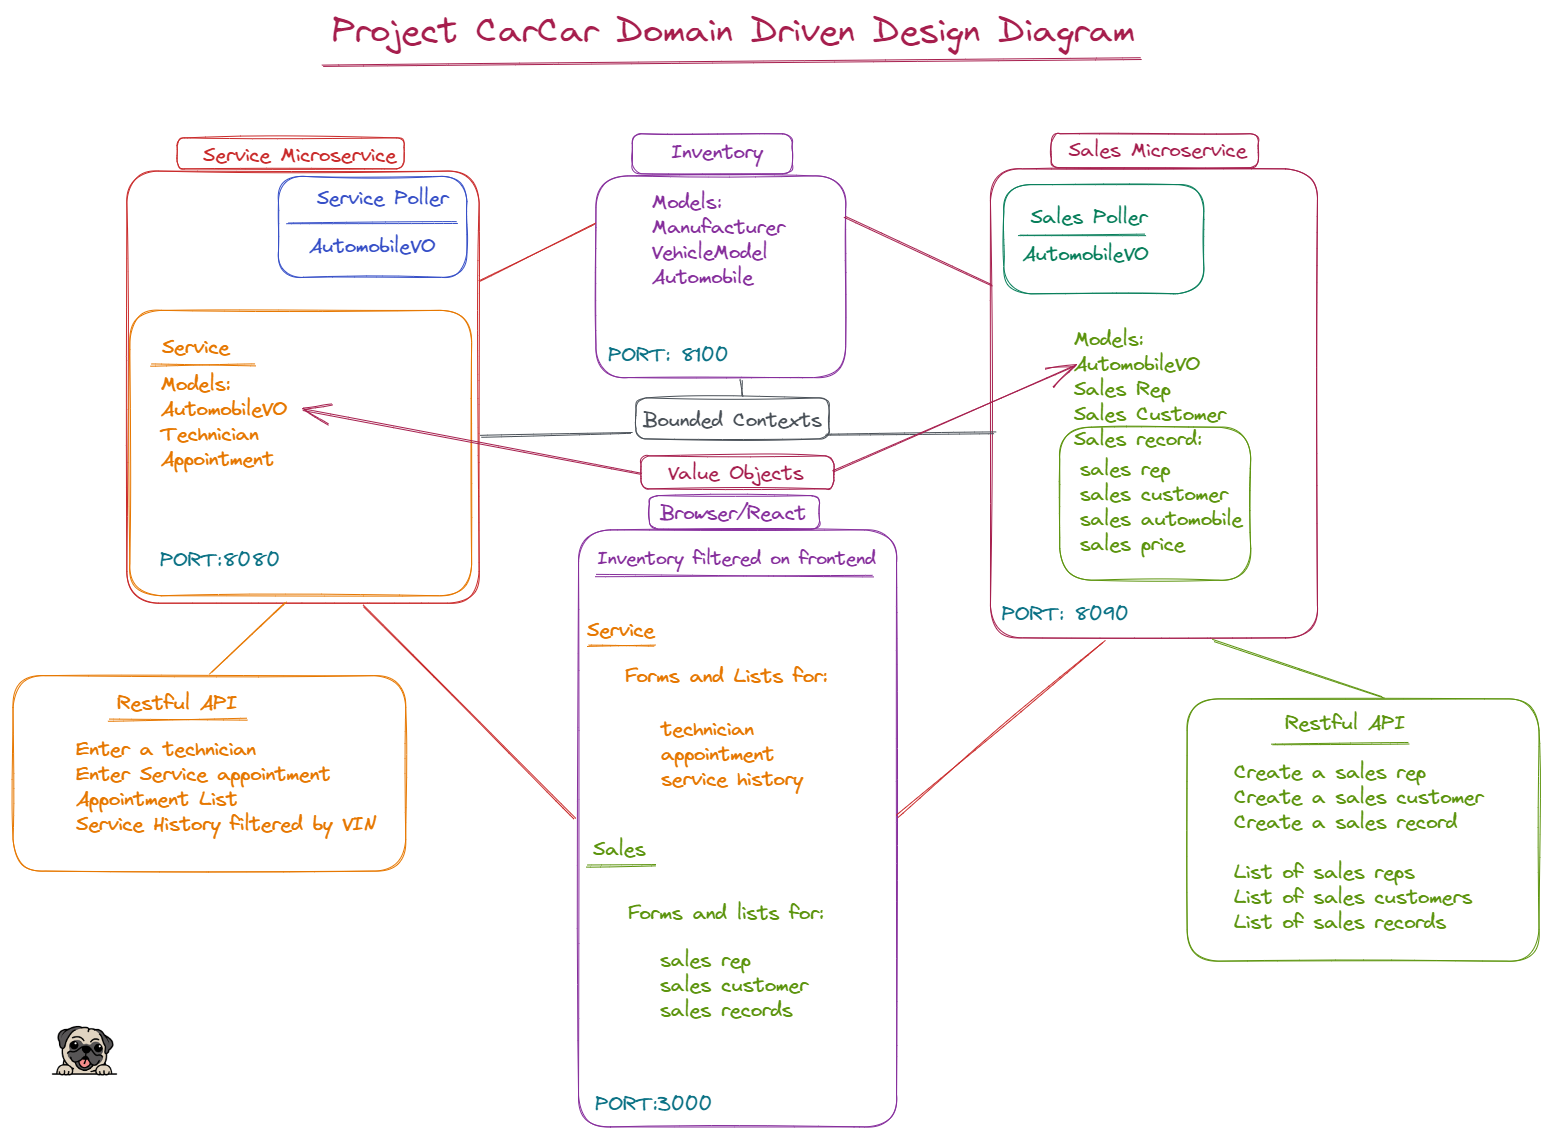 Project CarCar Domain Driven Design Diagram
Service Microservice
Service Poller
AutomobileVO
Service
Models:
AutomobileVO
Technician
Appointment
PORT:8080
Inventory
Models:
Manufacturer
VehicleModel
Automobile
PORT: 8100
Bounded Contexts
Value Objects
Sales Microservice
Sales Poller
AutomobileVO
Models:
AutomobileVO
Sales Rep
Sales Customer
Sales record:
sales rep
sales customer
sales automobile
sales price
PORT: 8090
Browser/React
Inventory filtered on frontend
Service
Forms and Lists for:
technician
appointment
service history
Sales
Forms and lists for:
sales rep
sales customer
sales records
PORT:3000
Restful API
Enter a technician
Enter Service appointment
Appointment List
Service History filtered by VIN
Restful API
Create a sales rep
Create a sales customer
Create a sales record
List of sales reps
List of sales customers
List of sales records